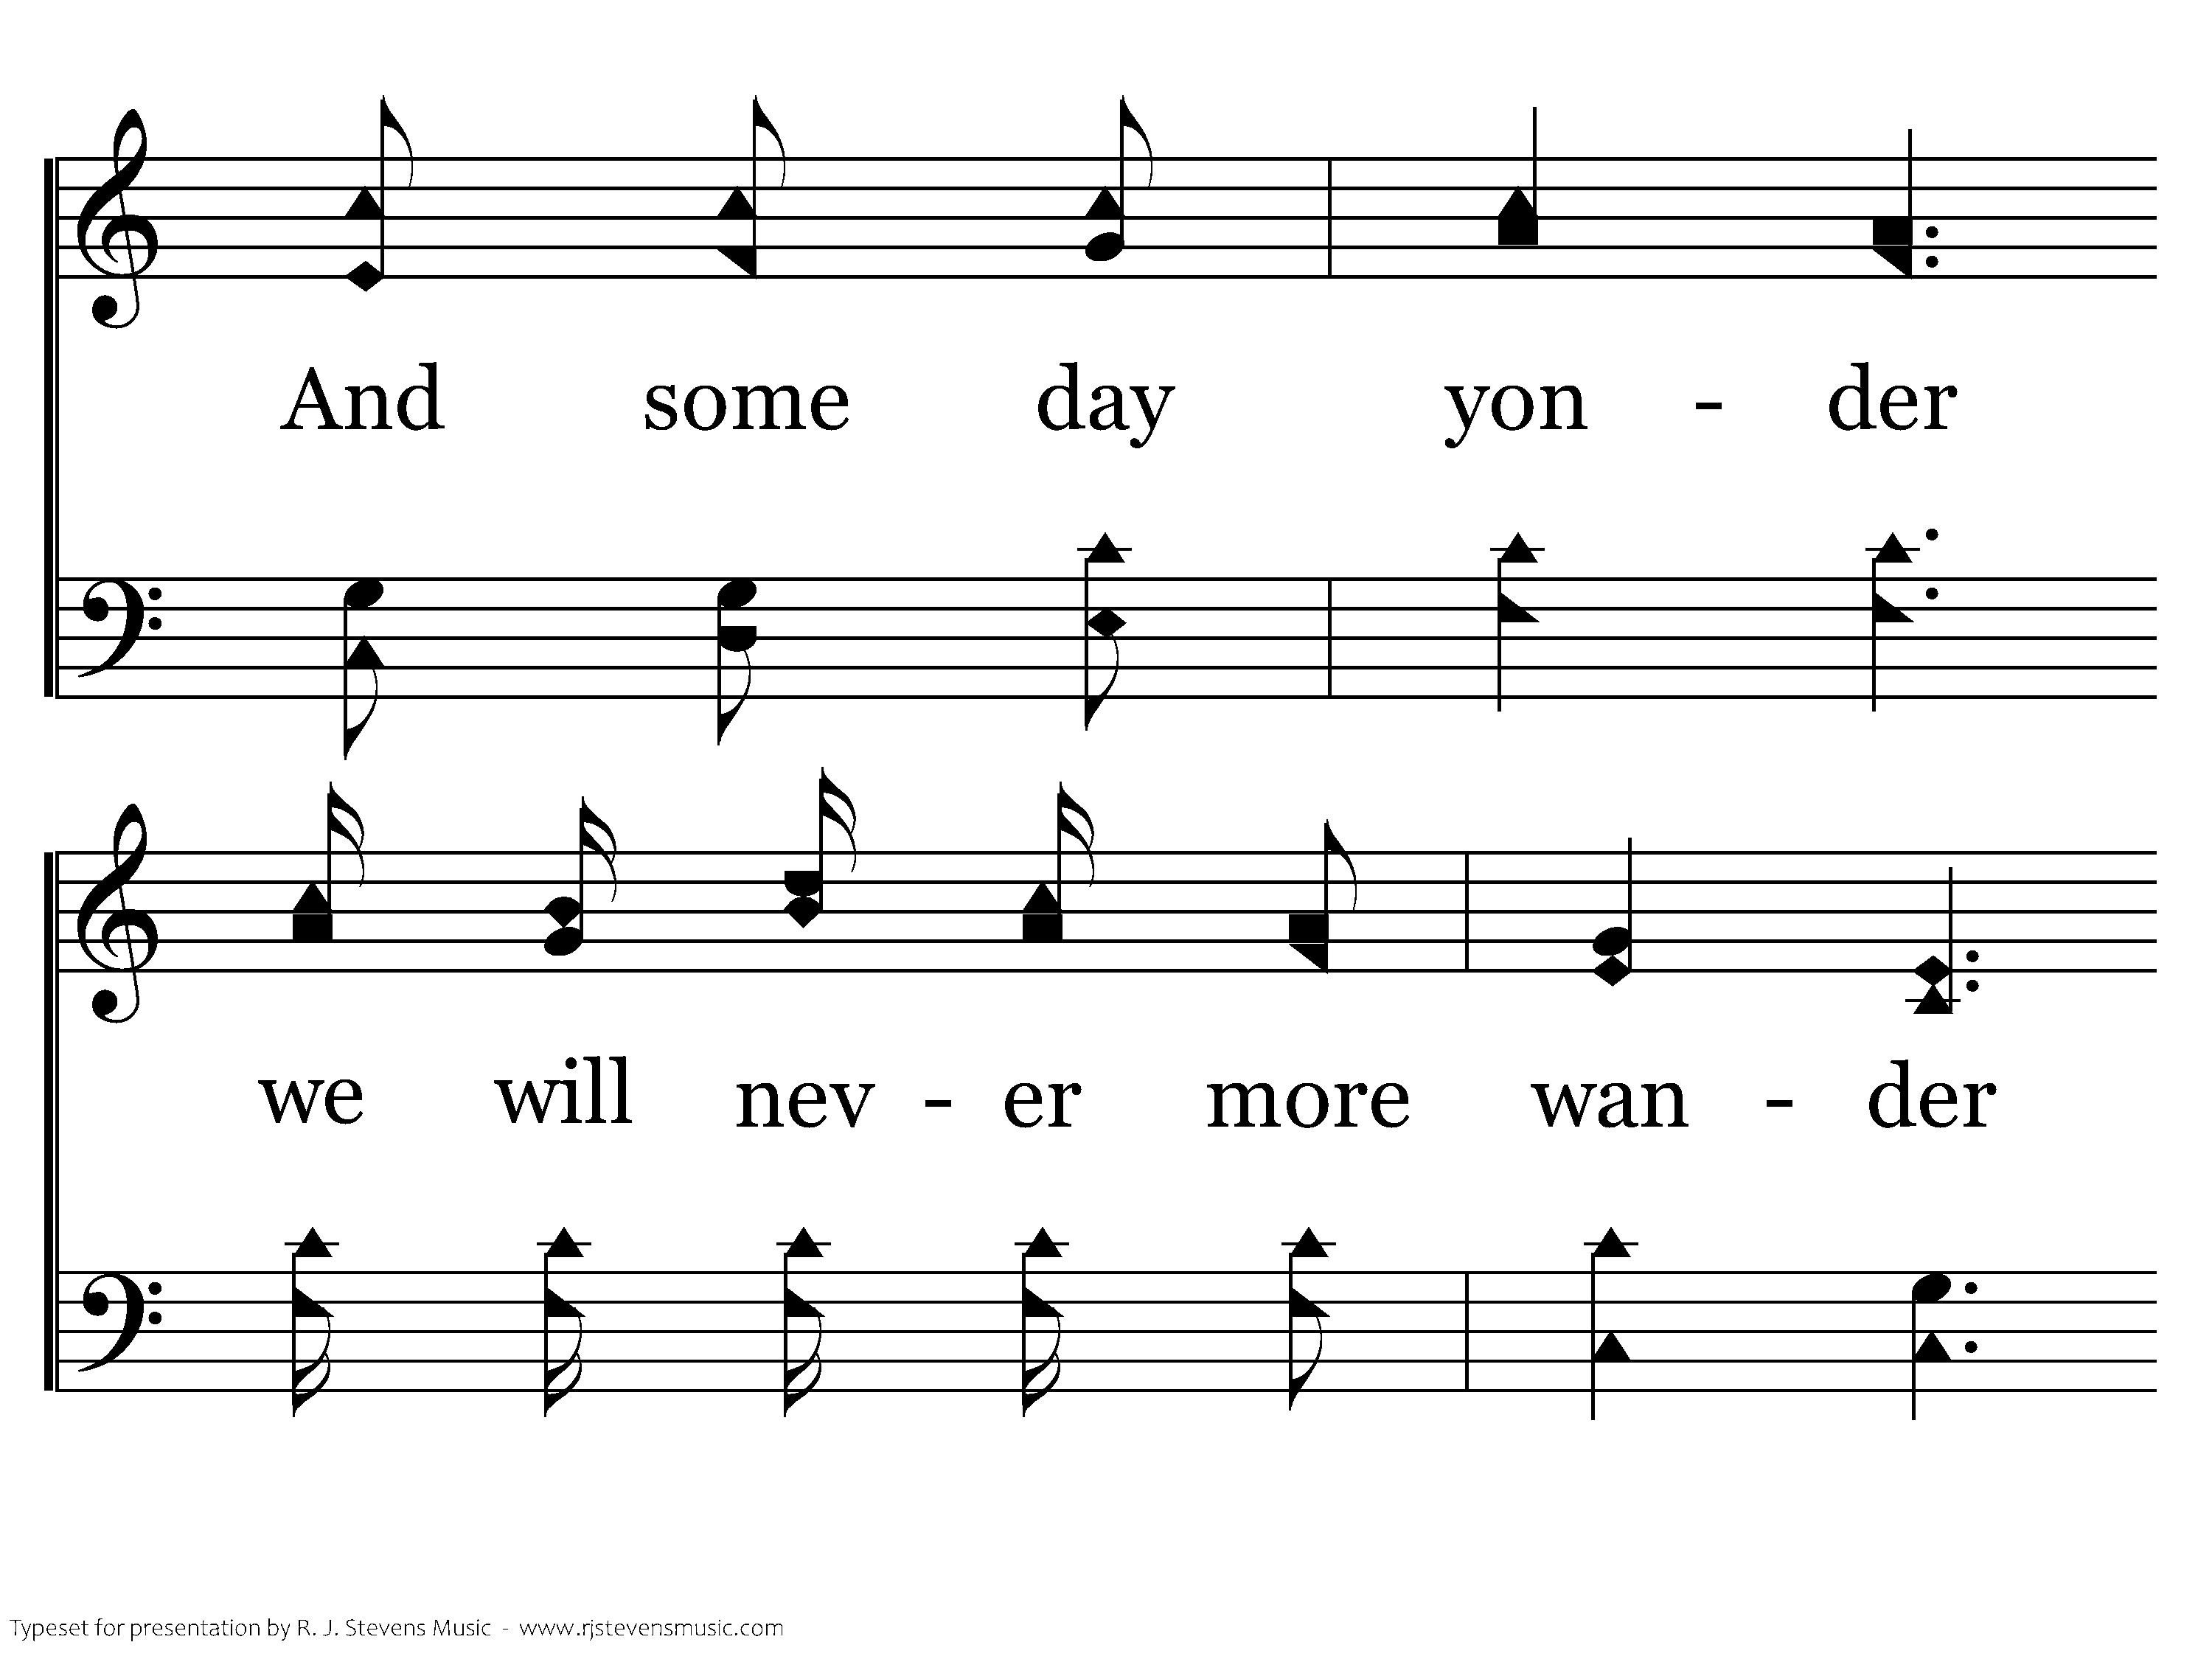 And some day yon - der
we will nev - er more wan - der
Typeset for presentation by R. J. Stevens Music - www.rjstevensmusic.com